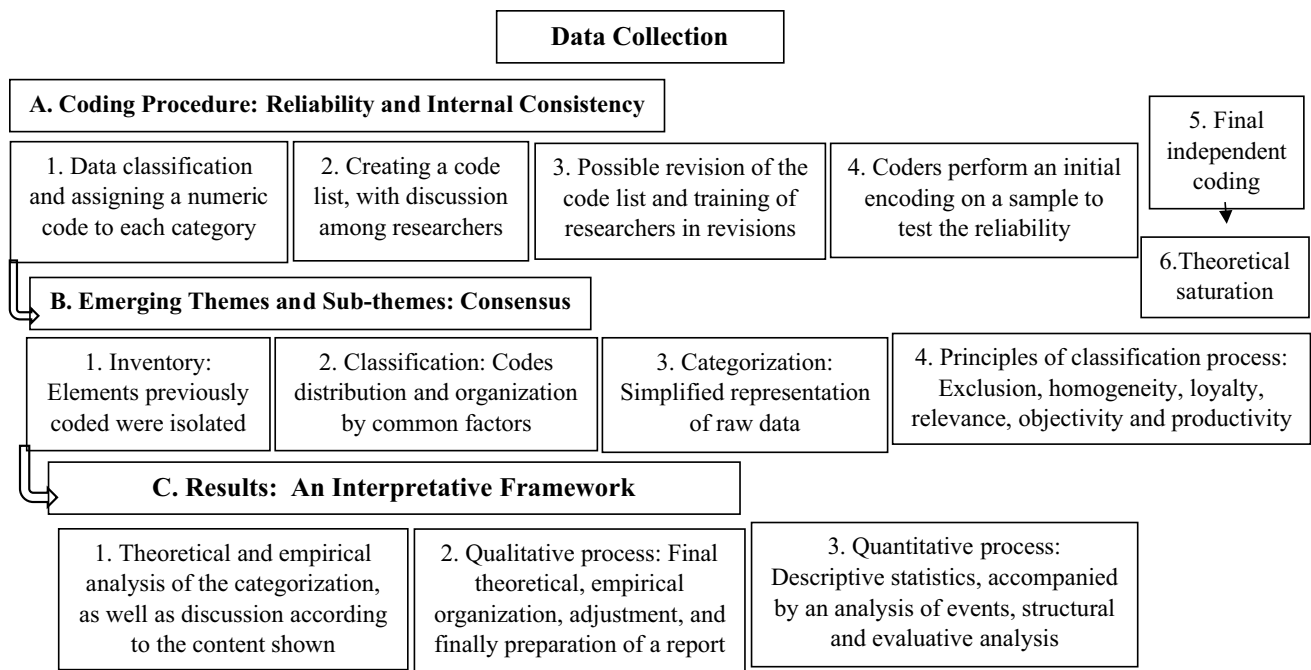 Data Collection
A. Coding Procedure: Reliability and Internal Consistency
1. Data classification
and assigning a numeric
code to each category
2. Creating a code
list, with discussion
among researchers
3. Possible revision of the
code list and training of
researchers in revisions
4. Coders perform an initial
encoding on a sample to
test the reliability
5. Final
independent
coding
6.Theoretical
saturation
B. Emerging Themes and Sub-themes: Consensus
1. Inventory:
Elements previously
coded were isolated
2. Classification: Codes
distribution and organization
by common factors
3. Categorization:
Simplified representation
of raw data
4. Principles of classification process:
Exclusion, homogeneity, loyalty,
relevance, objectivity and productivity
C. Results: An Interpretative Framework
1. Theoretical and empirical
analysis of the categorization,
as well as discussion according
to the content shown
2. Qualitative process: Final
theoretical, empirical
organization, adjustment, and
finally preparation of a report
3. Quantitative process:
Descriptive statistics, accompanied
by an analysis of events, structural
and evaluative analysis